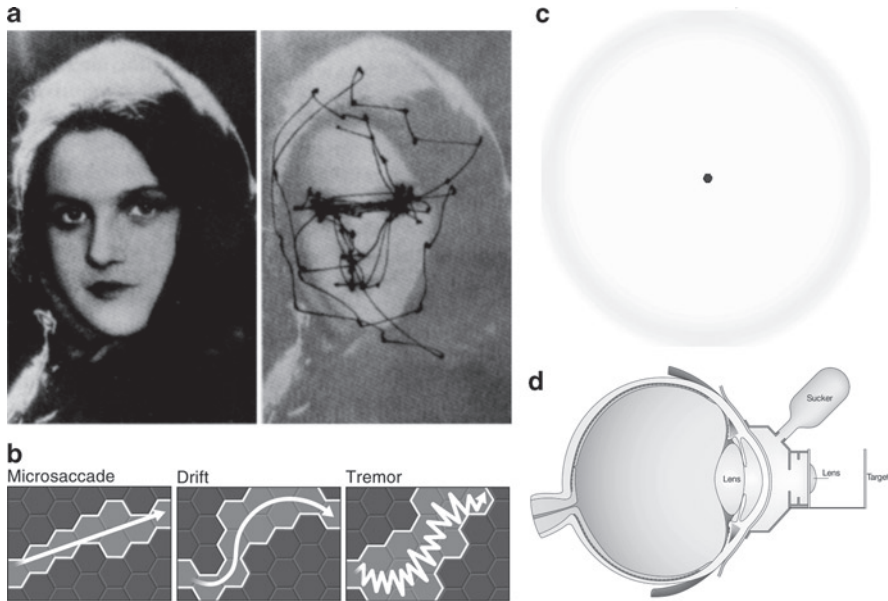 a
c
b
Microsaccade
Drift
Tremor
d
Sucker
Lens
Lens
Target